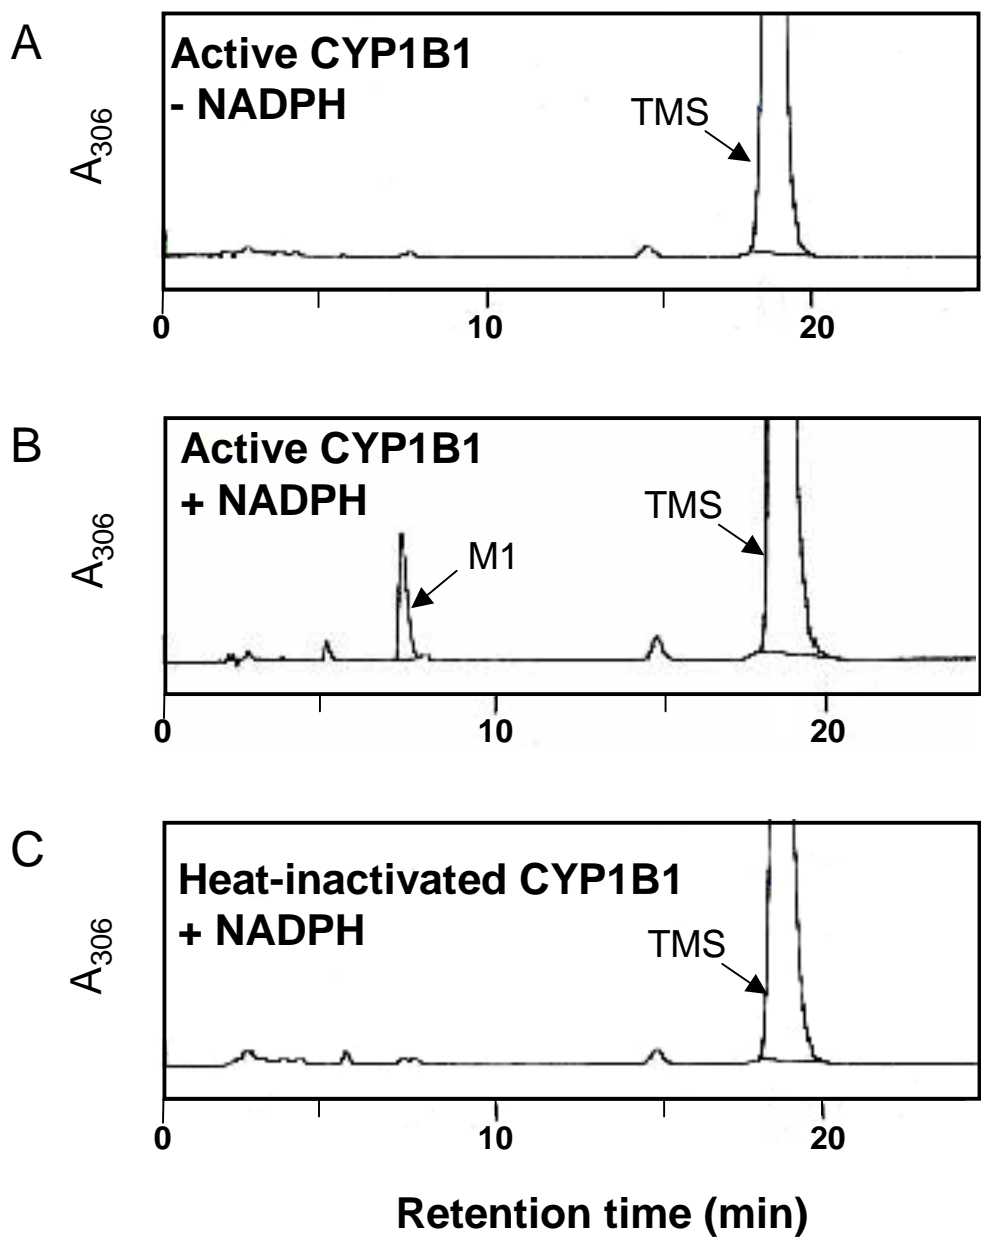 A
Active CYP1B1
- NADPH
TMS
A306
0 10 20
B
Active CYP1B1
+ NADPH
TMS
M1
A306
0 10 20
C
Heat-inactivated CYP1B1
+ NADPH
TMS
A306
0 10 20
Retention time (min)